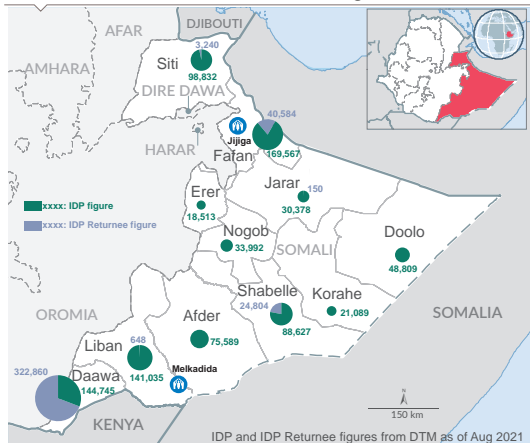 DJIBOUTI
AFAR
3,240
Siti
98,832
AMHARA
DIRE DAWA
40,584
Jijiga
HARAR
Fafan
169,567
Erer
Jarar
150
18,513
30,378
xxxx: IDP figure
xxxx: IDP Returnee figure
Nogob
33,992
SOMALI
Doolo
48,809
Shabelle
Korahe
24,804
21,089
88,627
SOMALIA
OROMIA
Afder
75,589
Liban
648
141,035
322,860
Daawa
144,745
Melkadida
KENYA
N
150 km
IDP and IDP Returnee figures from DTM as of Aug 2021